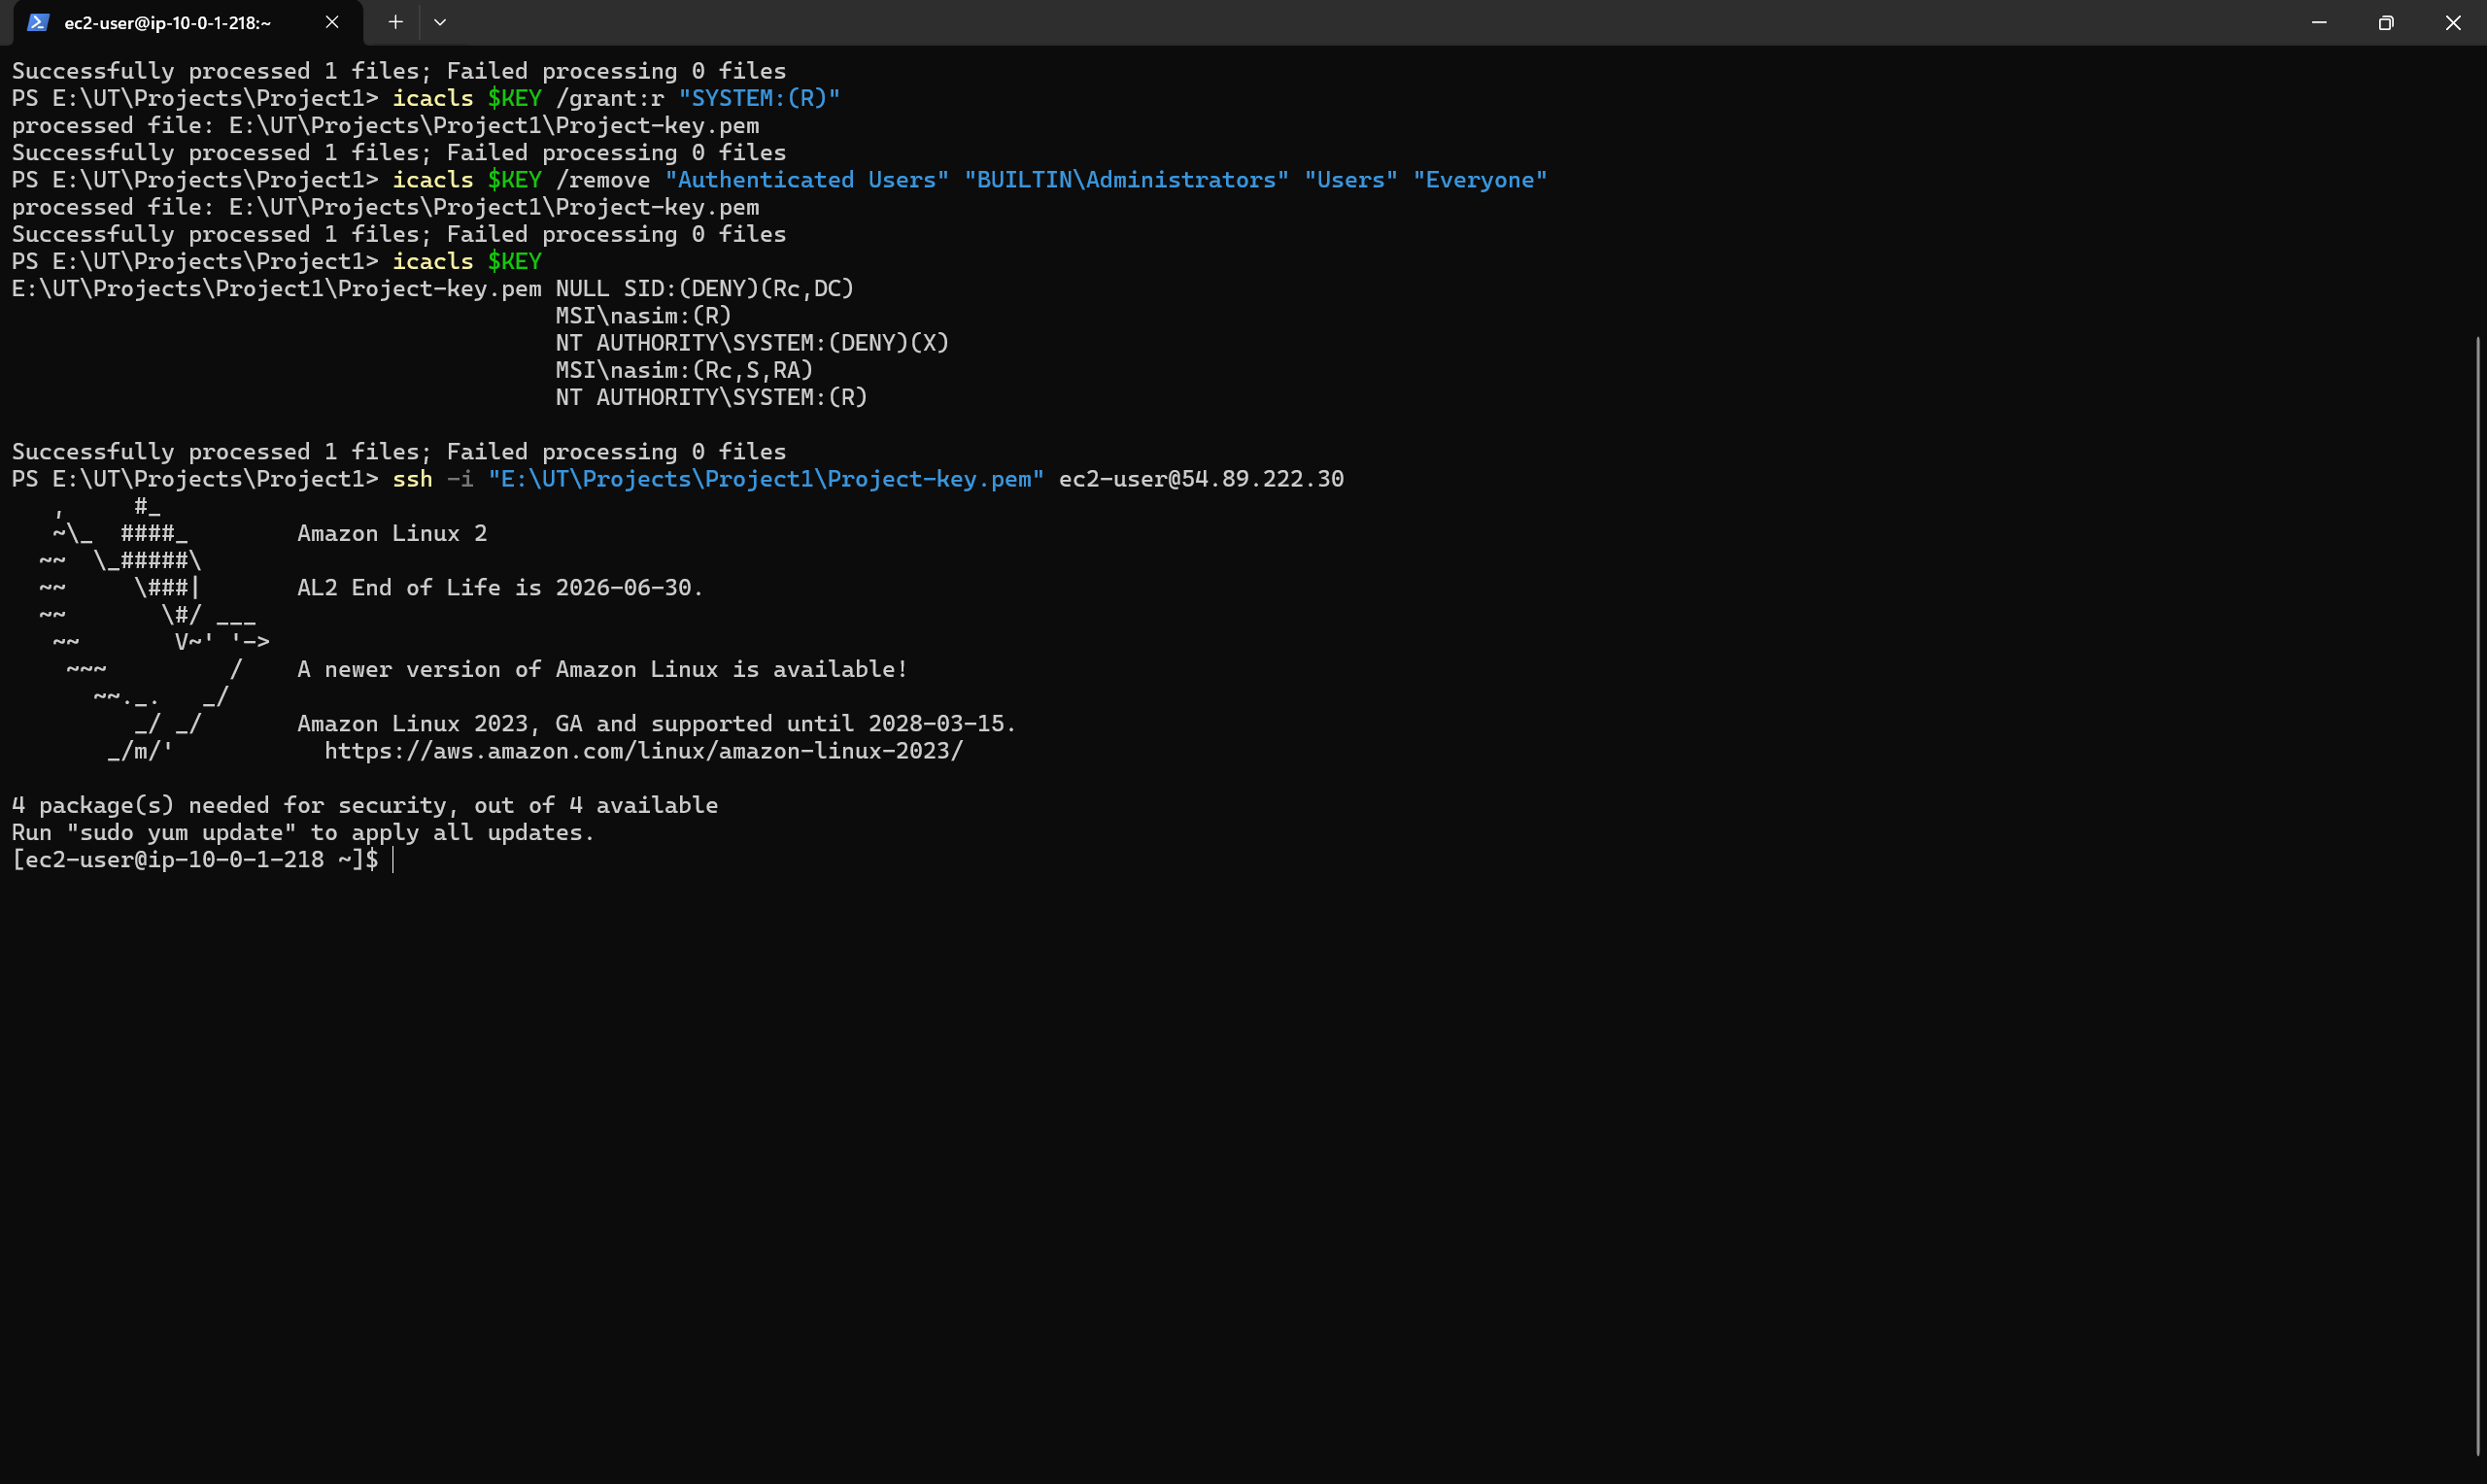 ec2-user@ip-10-0-1-218:~
Successfully processed 1 files; Failed processing 0 files
PS E:\UT\Projects\Project1> icacls $KEY /grant:r "SYSTEM:(R)"
processed file: E:\UT\Projects\Project1\Project-key.pem
Successfully processed 1 files; Failed processing 0 files
PS E:\UT\Projects\Project1> icacls $KEY /remove "Authenticated Users" "BUILTIN\Administrators" "Users" "Everyone"
processed file: E:\UT\Projects\Project1\Project-key.pem
Successfully processed 1 files; Failed processing 0 files
PS E:\UT\Projects\Project1> icacls $KEY
E:\UT\Projects\Project1\Project-key.pem NULL SID:(DENY)(Rc,DC)
                                        MSI\nasim:(R)
                                        NT AUTHORITY\SYSTEM:(DENY)(X)
                                        MSI\nasim:(Rc,S,RA)
                                        NT AUTHORITY\SYSTEM:(R)

Successfully processed 1 files; Failed processing 0 files
PS E:\UT\Projects\Project1> ssh -i "E:\UT\Projects\Project1\Project-key.pem" ec2-user@54.89.222.30
   ,     #_
   ~\_  ####_        Amazon Linux 2
  ~~  \_#####\
  ~~     \###|       AL2 End of Life is 2026-06-30.
  ~~       \#/ ___
   ~~       V~' '->
    ~~~         /    A newer version of Amazon Linux is available!
      ~~._.   _/
         _/ _/       Amazon Linux 2023, GA and supported until 2028-03-15.
       _/m/'           https://aws.amazon.com/linux/amazon-linux-2023/

4 package(s) needed for security, out of 4 available
Run "sudo yum update" to apply all updates.
[ec2-user@ip-10-0-1-218 ~]$